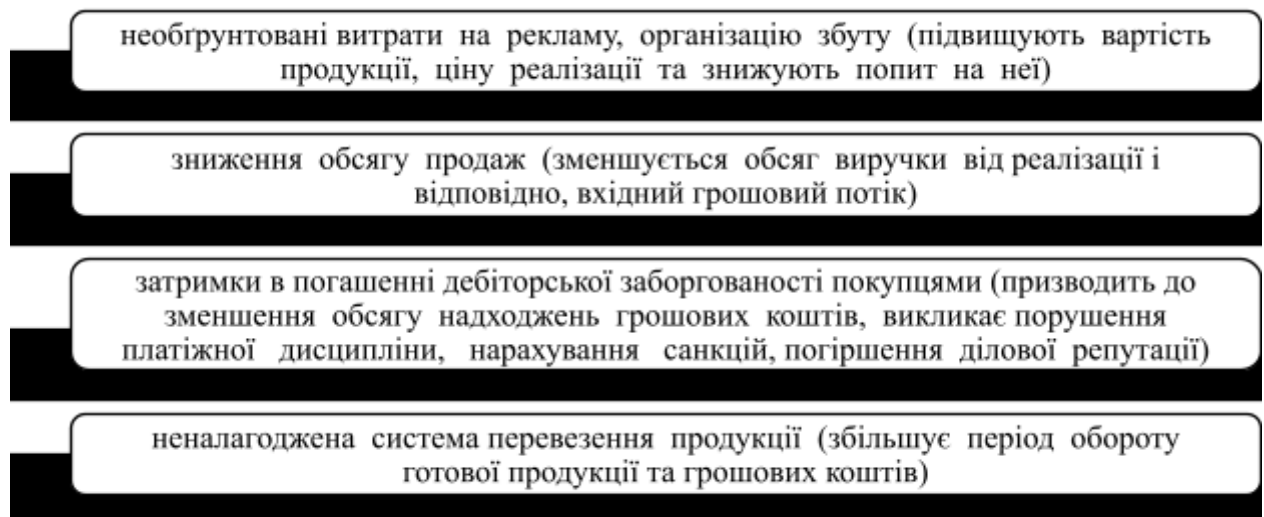 необґрунтовані витрати на рекламу, організацію збуту (підвищують вартість
продукції, ціну реалізації та знижують попит на неї)
зниження обсягу продаж (зменшується обсяг виручки від реалізації і
відповідно, вхідний грошовий потік)
затримки в погашенні дебіторської заборгованості покупцями (призводить до
зменшення обсягу надходжень грошових коштів, викликає порушення
платіжної дисципліни, нарахування санкцій, погіршення ділової репутації)
неналагоджена система перевезення продукції (збільшує період обороту
готової продукції та грошових коштів)